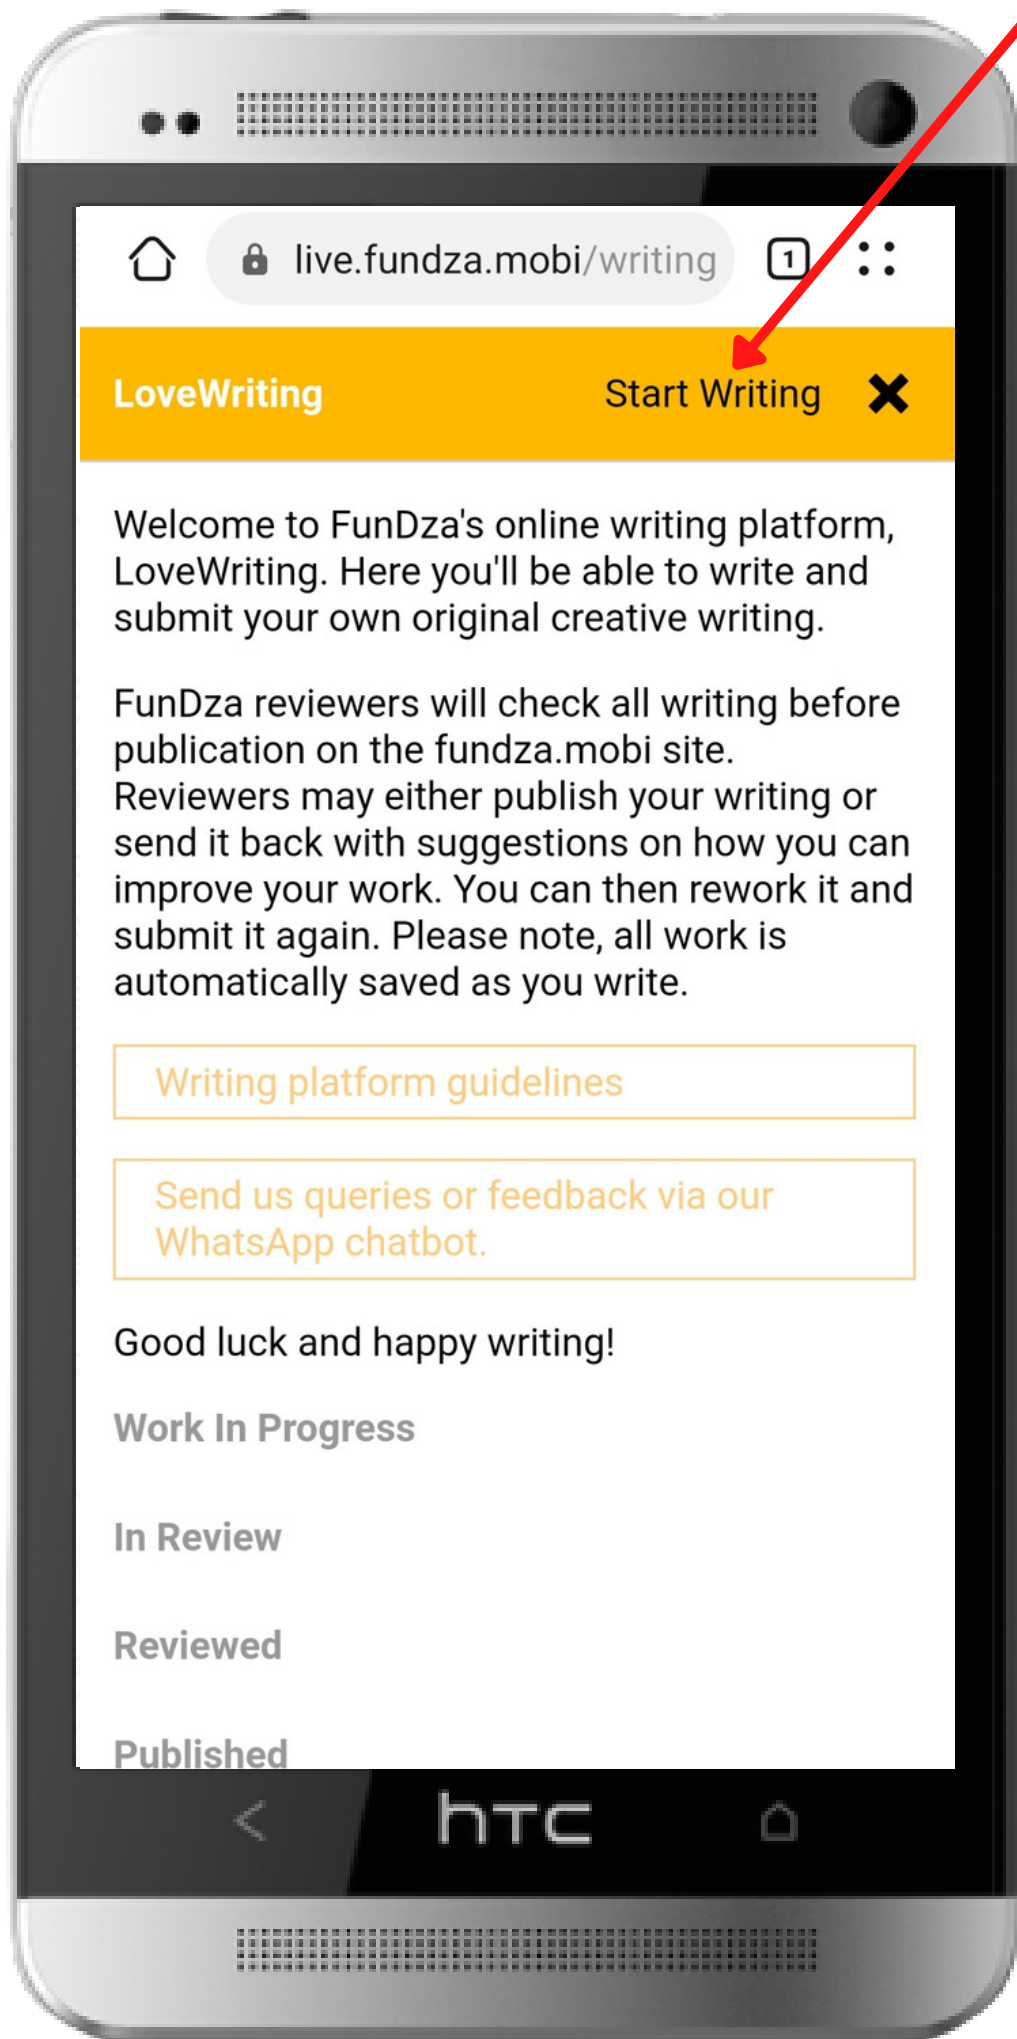 live.fundza.mobi/writing
1
LoveWriting
Start Writing
Welcome to FunDza's online writing platform,
LoveWriting. Here you'll be able to write and
submit your own original creative writing.
FunDza reviewers will check all writing before
publication on the fundza.mobi site.
Reviewers may either publish your writing or
send it back with suggestions on how you can
improve your work. You can then rework it and
submit it again. Please note, all work is
automatically saved as you write.
Writing platform guidelines
Send us queries or feedback via our
WhatsApp chatbot.
Good luck and happy writing!
Work In Progress
In Review
Reviewed
Published
hTC